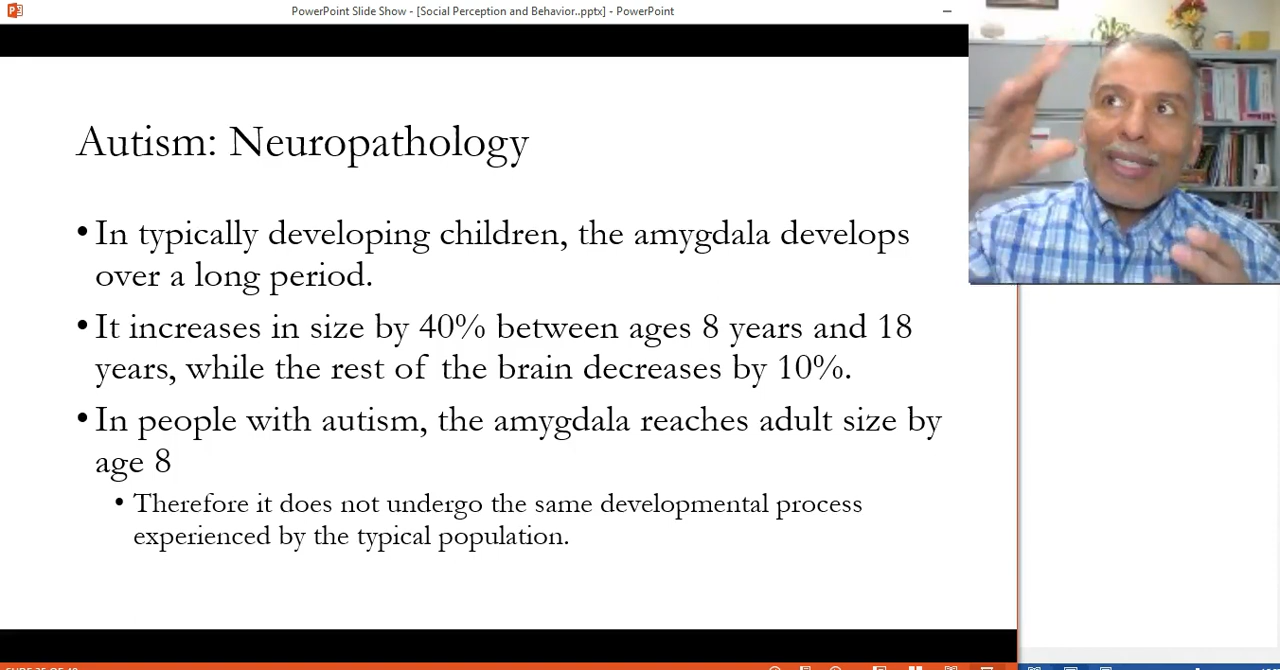 PowerPoint Slide Show - [Social Perception and Behavior..pptx] - PowerPoint
Autism: Neuropathology
• In typically developing children, the amygdala develops
over a long period.
• It increases in size by 40% between ages 8 years and 18
years, while the rest of the brain decreases by 10%.
• In people with autism, the amygdala reaches adult size by
age 8
• Therefore it does not undergo the same developmental process
experienced by the typical population.